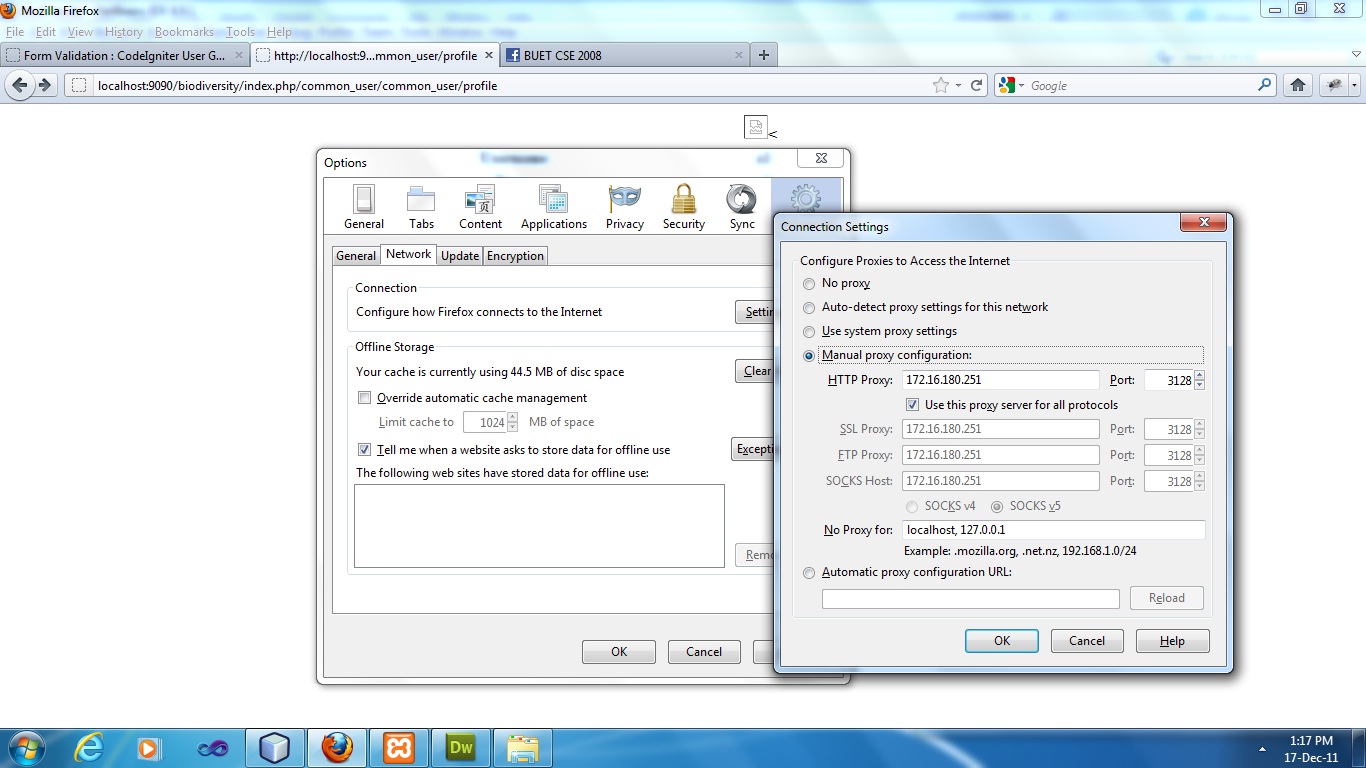 Mozilla Firefox
File Edit View History Bookmarks Tools Help
Form Validation : CodeIgniter User G...
http://localhost:9...mmon_user/profile
BUET CSE 2008
localhost:9090/biodiversity/index.php/common_user/common_user/profile
Google
<
Options
General Tabs Content Applications Privacy Security Sync
General Network Update Encryption
Connection
Configure how Firefox connects to the Internet
Settin
Offline Storage
Your cache is currently using 44.5 MB of disc space
Clear
Override automatic cache management
Limit cache to 1024 MB of space
Tell me when a website asks to store data for offline use
Excepti
The following web sites have stored data for offline use:
Remo
OK Cancel
Connection Settings
Configure Proxies to Access the Internet
No proxy
Auto-detect proxy settings for this network
Use system proxy settings
Manual proxy configuration:
HTTP Proxy: 172.16.180.251 Port: 3128
Use this proxy server for all protocols
SSL Proxy: 172.16.180.251 Port: 3128
FTP Proxy: 172.16.180.251 Port: 3128
SOCKS Host: 172.16.180.251 Port: 3128
SOCKS v4 SOCKS v5
No Proxy for: localhost, 127.0.0.1
Example: .mozilla.org, .net.nz, 192.168.1.0/24
Automatic proxy configuration URL:
Reload
OK Cancel Help
Dw
1:17 PM
17-Dec-11